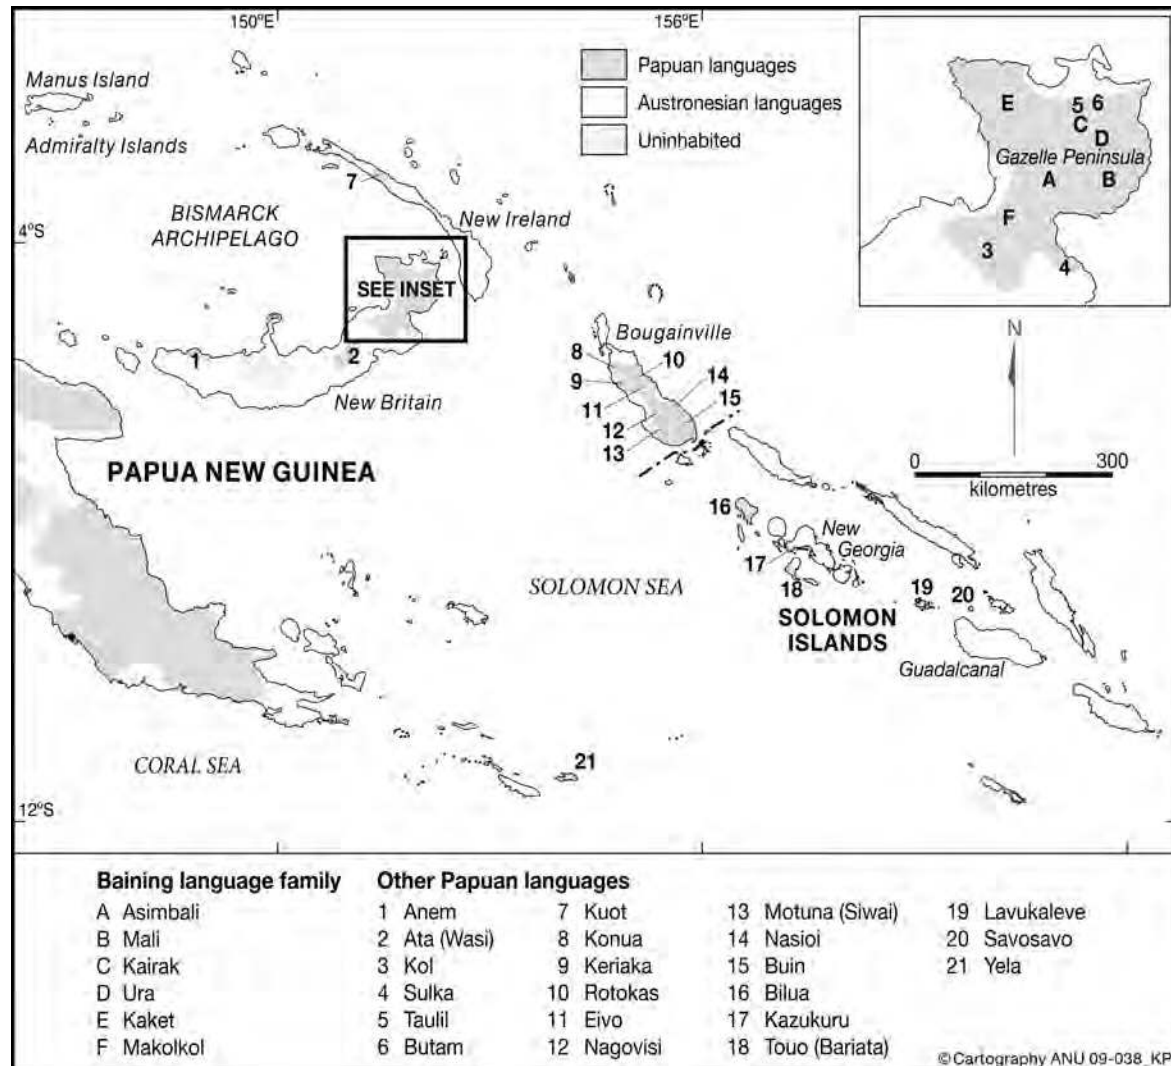 150ºE
156ºE
Manus Island
Admiralty Islands
Papuan languages
Austronesian languages
Uninhabited
E
5
6
C
D
Gazelle Peninsula
A
B
F
3
4
7
BISMARCK
ARCHIPELAGO
New Ireland
4ºS
SEE INSET
N
Bougainville
8
10
9
14
11
15
12
13
1
2
New Britain
0
300
kilometres
PAPUA NEW GUINEA
16
New
Georgia
17
18
SOLOMON SEA
19
20
SOLOMON
ISLANDS
Guadalcanal
CORAL SEA
21
12ºS
Baining language family
A Asimbali
B Mali
C Kairak
D Ura
E Kaket
F Makolkol
Other Papuan languages
1 Anem
2 Ata (Wasi)
3 Kol
4 Sulka
5 Taulil
6 Butam
7 Kuot
8 Konua
9 Keriaka
10 Rotokas
11 Eivo
12 Nagovisi
13 Motuna (Siwai)
14 Nasioi
15 Buin
16 Bilua
17 Kazukuru
18 Touo (Bariata)
19 Lavukaleve
20 Savosavo
21 Yela
©Cartography ANU 09-038_KP